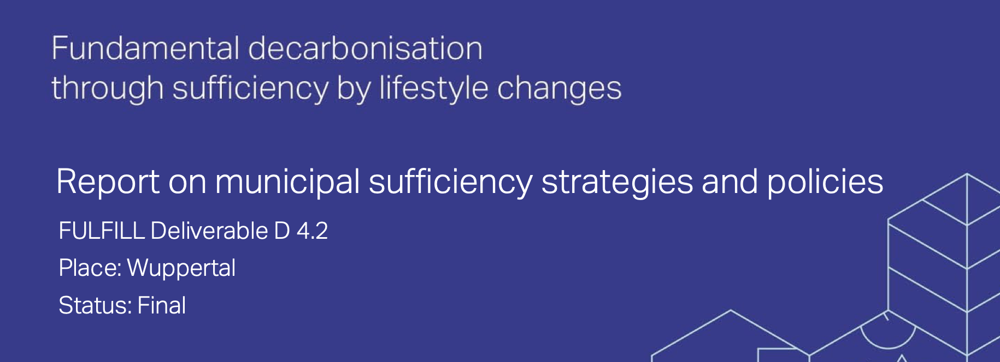 Fundamental decarbonisation
through sufficiency by lifestyle changes
Report on municipal sufficiency strategies and policies
FULFILL Deliverable D 4.2
Place: Wuppertal
Status: Final